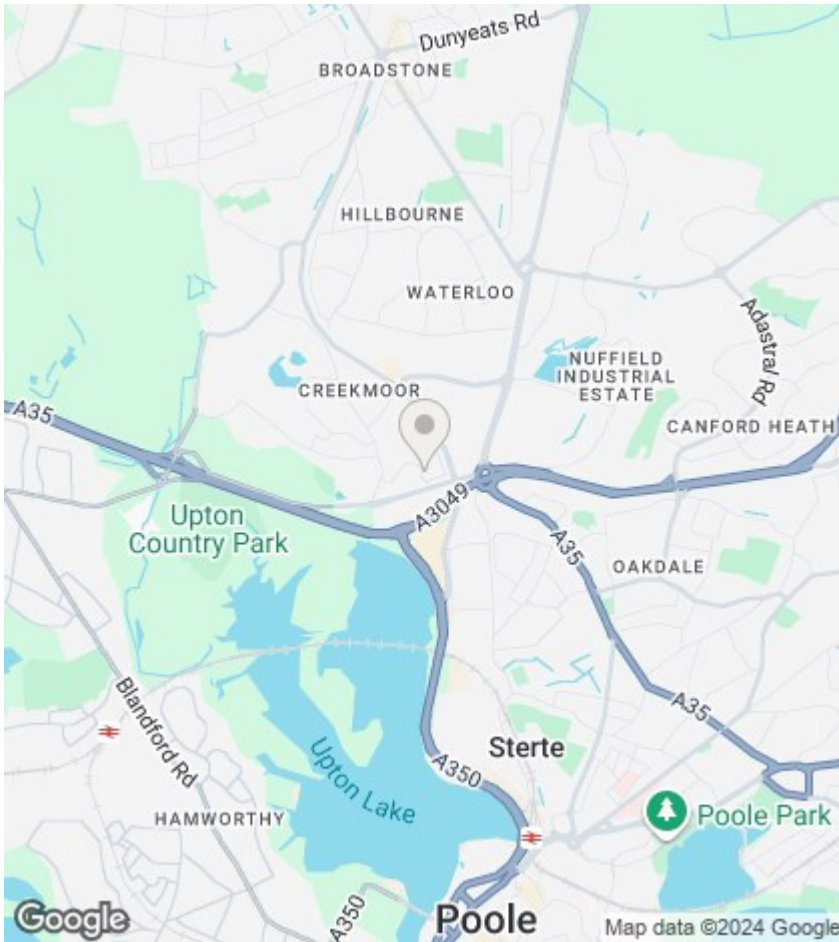 Dunyeats Rd
BROADSTONE
HILLBOURNE
WATERLOO
NUFFIELD
INDUSTRIAL
ESTATE
Adastral Rd
CREEKMOOR
A35
CANFORD HEATH
A3049
Upton
Country Park
A35
OAKDALE
Blandford Rd
A35
Sterte
Upton Lake
A350
HAMWORTHY
Poole Park
A350
Poole
Google
Map data ©2024 Google